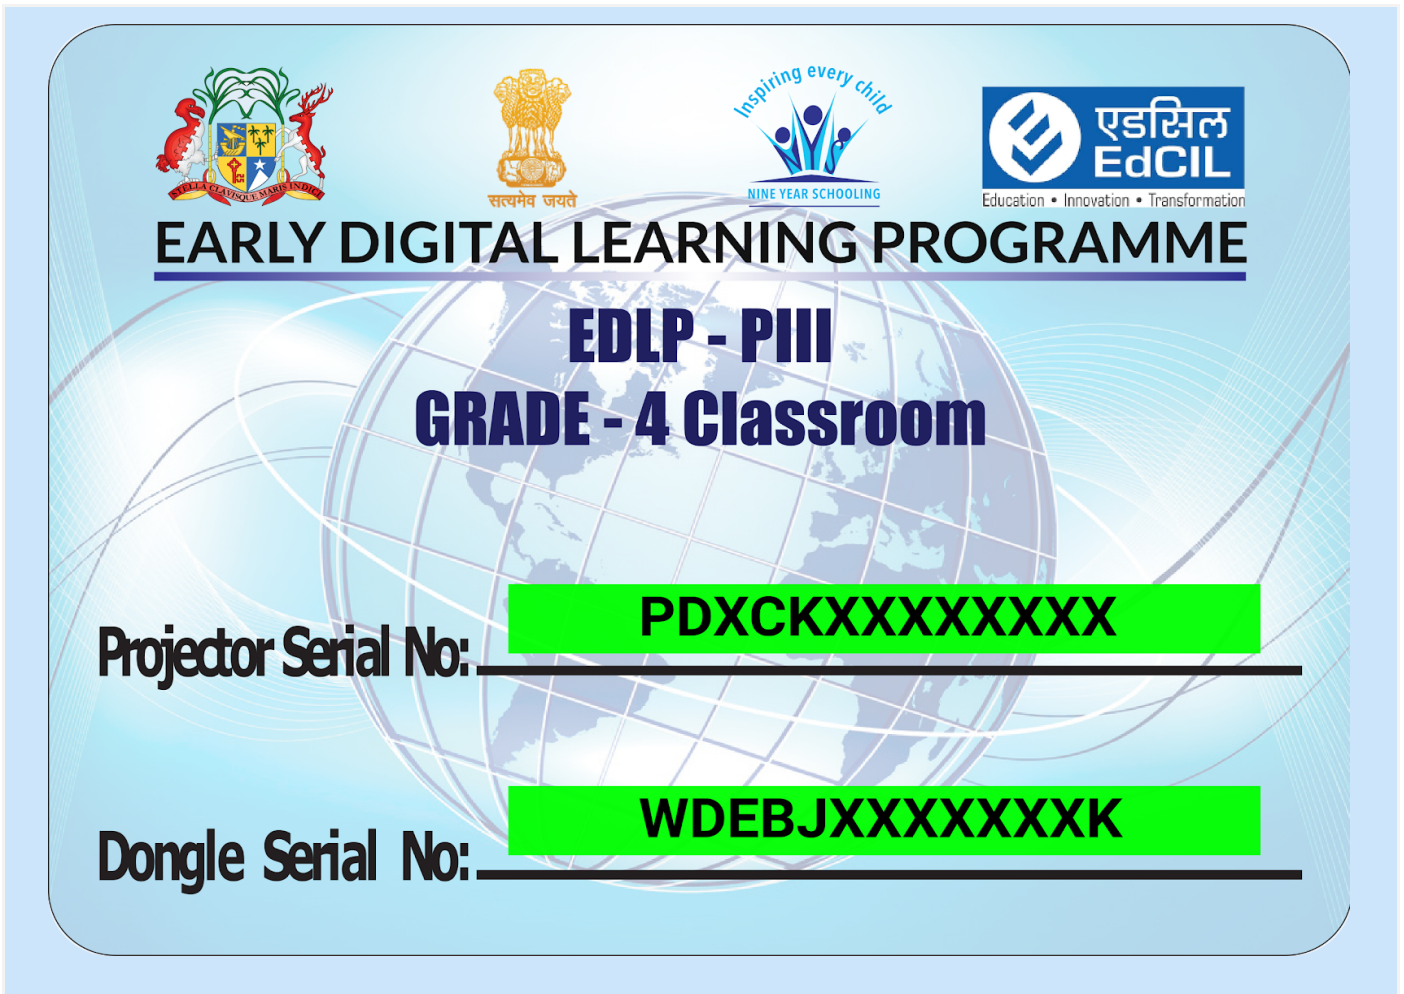 STELLA CLAVISQUE MARIS INDICI
सत्यमेव जयते
Inspiring every child
NYS
NINE YEAR SCHOOLING
एडसिल
EdCIL
Education • Innovation • Transformation
EARLY DIGITAL LEARNING PROGRAMME
EDLP - PIII
GRADE - 4 Classroom
Projector Serial No:
PDXCKXXXXXXXX
Dongle Serial No:
WDEBJXXXXXXXK